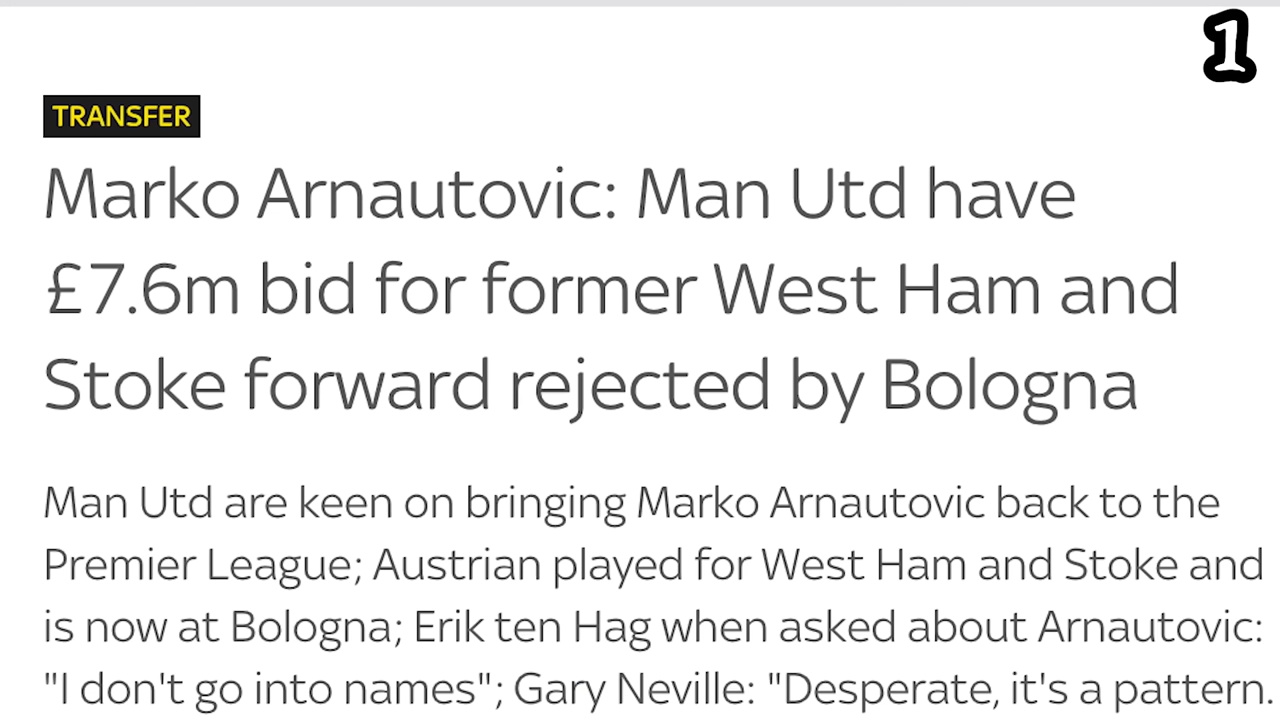 1
TRANSFER
Marko Arnautovic: Man Utd have
£7.6m bid for former West Ham and
Stoke forward rejected by Bologna
Man Utd are keen on bringing Marko Arnautovic back to the
Premier League; Austrian played for West Ham and Stoke and
is now at Bologna; Erik ten Hag when asked about Arnautovic:
"I don't go into names"; Gary Neville: "Desperate, it's a pattern.